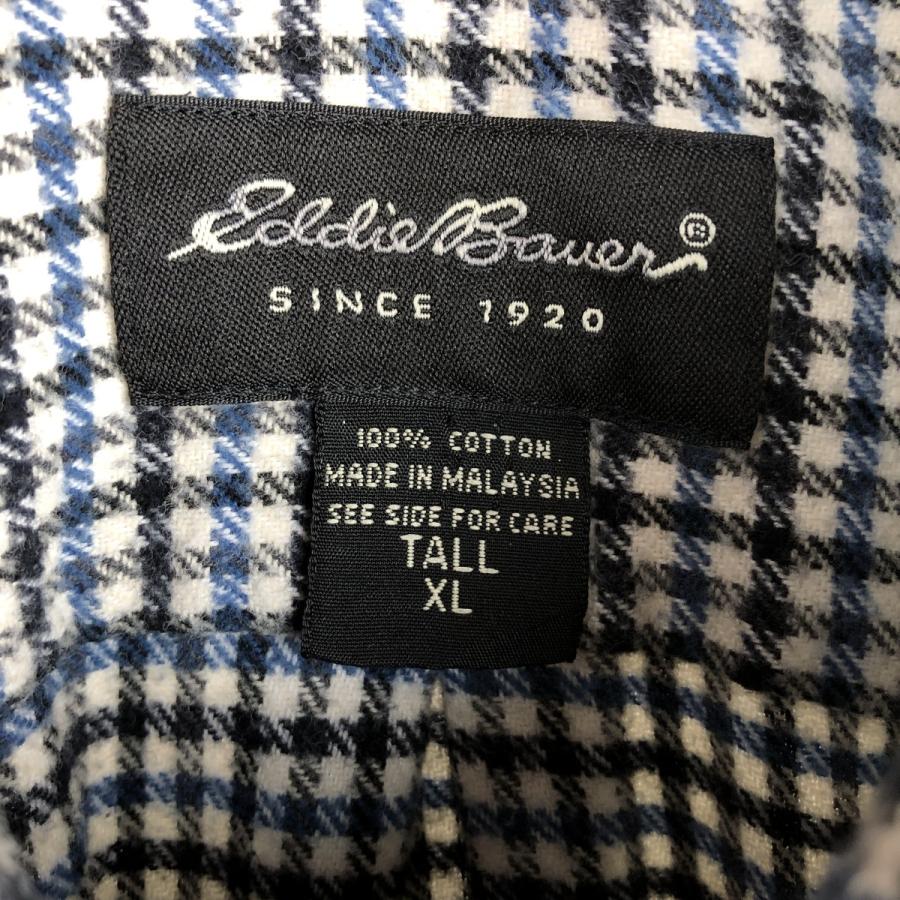 Eddie Bauer®
SINCE 1920
100% COTTON
MADE IN MALAYSIA
SEE SIDE FOR CARE
TALL
XL